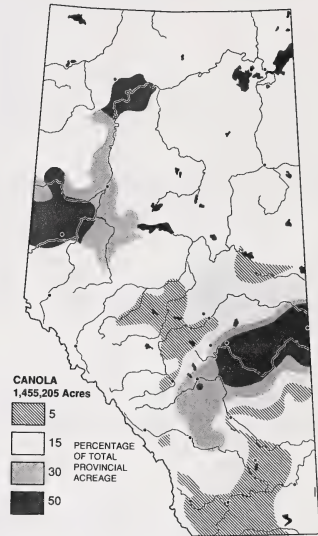 CANOLA
1,455,205 Acres
5
15
30
50
PERCENTAGE
OF TOTAL
PROVINCIAL
ACREAGE